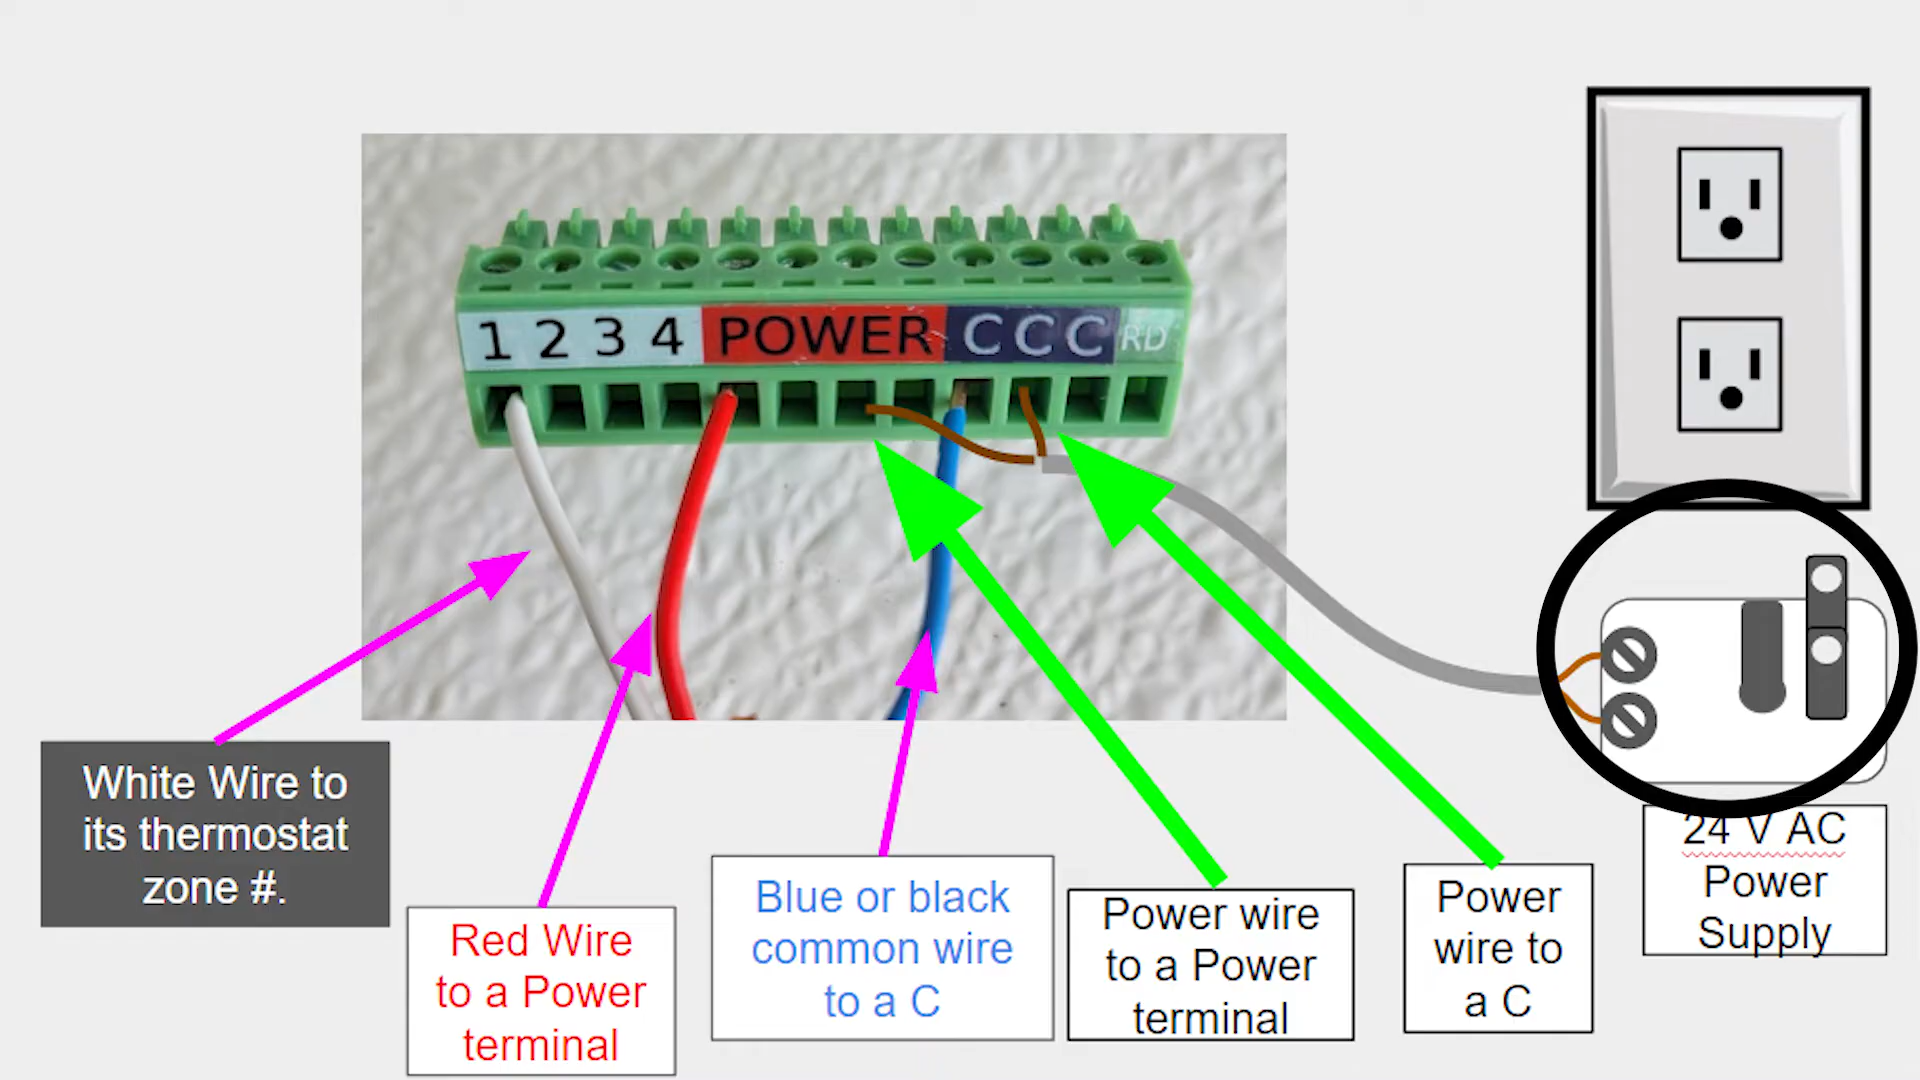 1 2 3 4 POWER C C C RD
White Wire to
its thermostat
zone #.
Red Wire
to a Power
terminal
Blue or black
common wire
to a C
Power wire
to a Power
terminal
Power
wire to
a C
24 V AC
Power
Supply